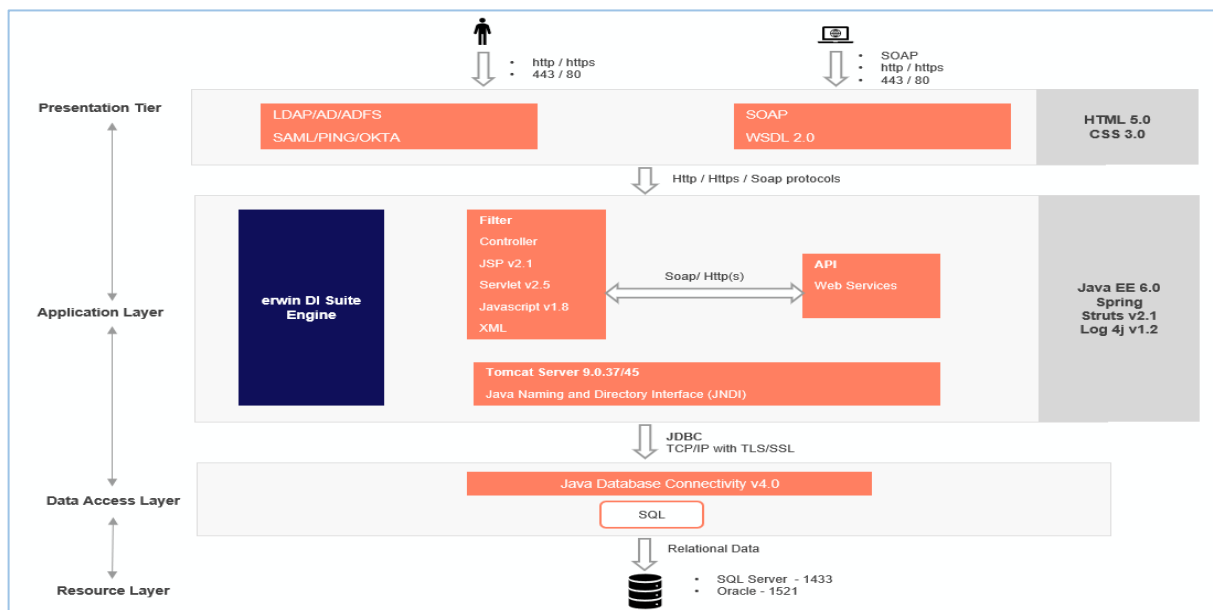 • http / https
• 443 / 80
• SOAP
• http / https
• 443 / 80
Presentation Tier
LDAP/AD/ADFS
SAML/PING/OKTA
SOAP
WSDL 2.0
HTML 5.0
CSS 3.0
Http / Https / Soap protocols
Application Layer
erwin DI Suite
Engine
Filter
Controller
JSP v2.1
Servlet v2.5
Javascript v1.8
XML
Soap/ Http(s)
API
Web Services
Tomcat Server 9.0.37/45
Java Naming and Directory Interface (JNDI)
Java EE 6.0
Spring
Struts v2.1
Log 4j v1.2
JDBC
TCP/IP with TLS/SSL
Data Access Layer
Java Database Connectivity v4.0
SQL
Relational Data
Resource Layer
• SQL Server - 1433
• Oracle - 1521